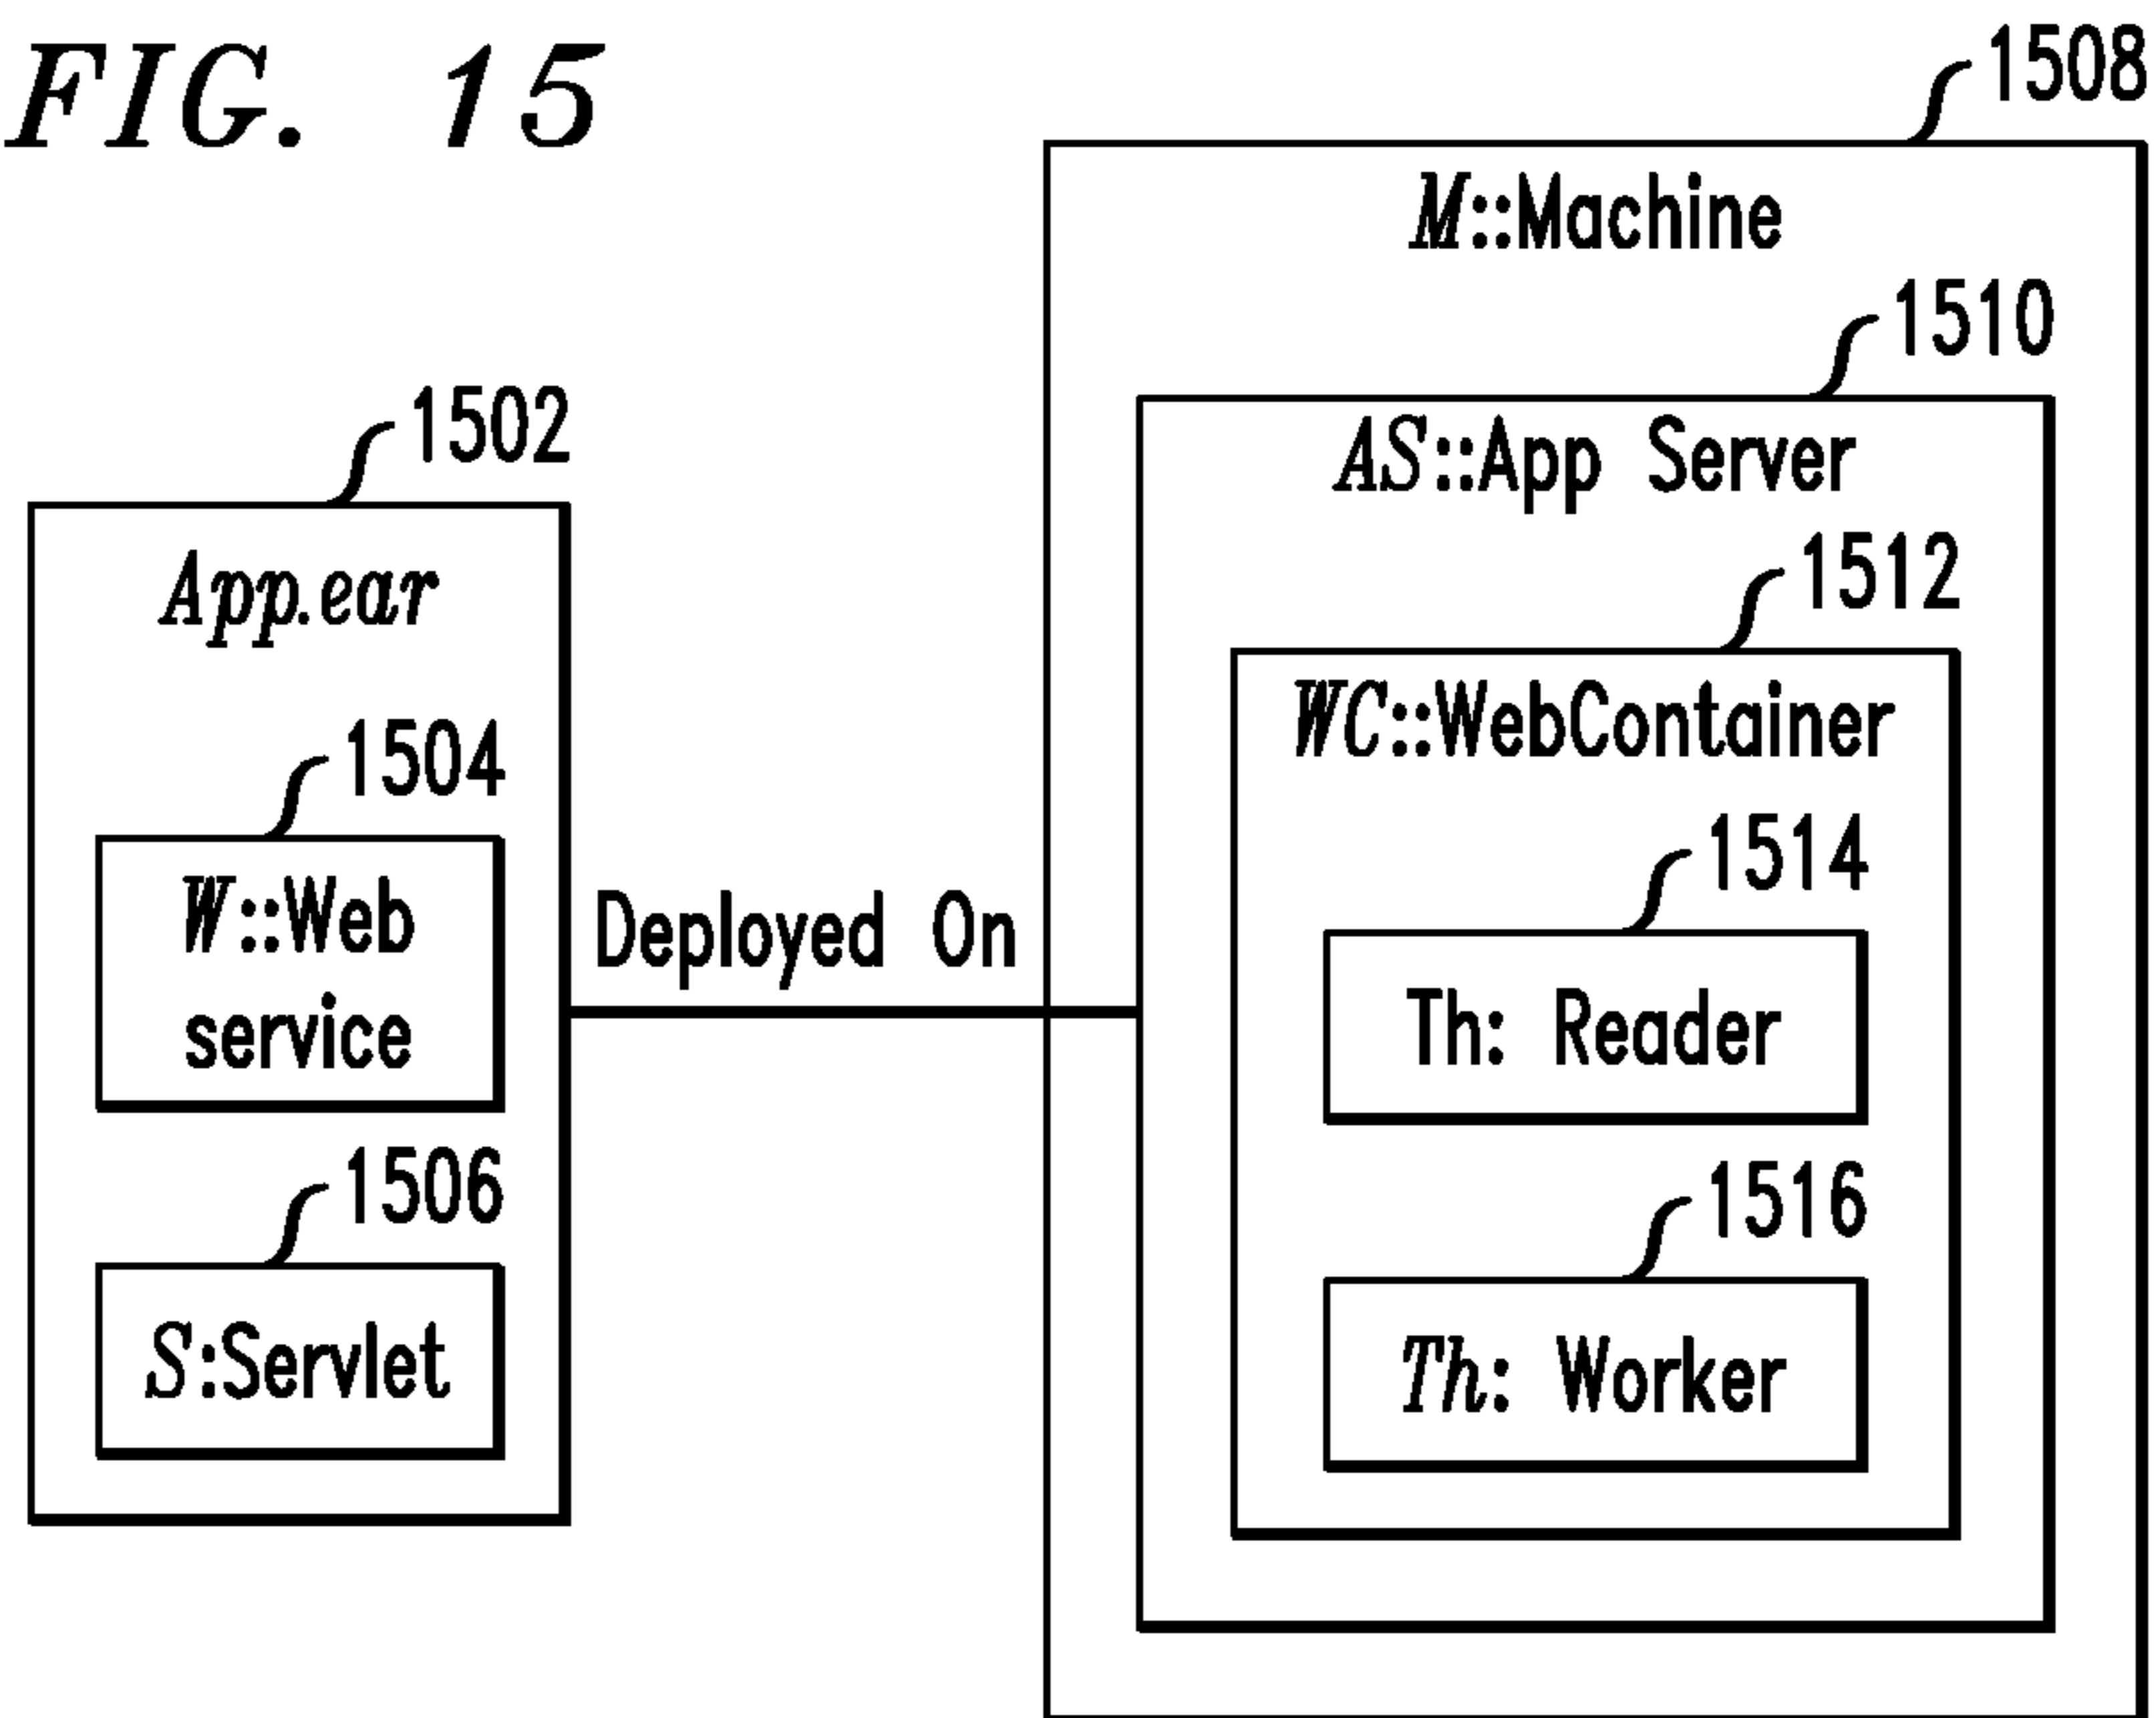 FIG. 15
1508
M::Machine
1510
AS::App Server
1512
WC::WebContainer
1514
Th: Reader
1516
Th: Worker
1502
App.ear
1504
W::Web
service
1506
S:Servlet
Deployed On